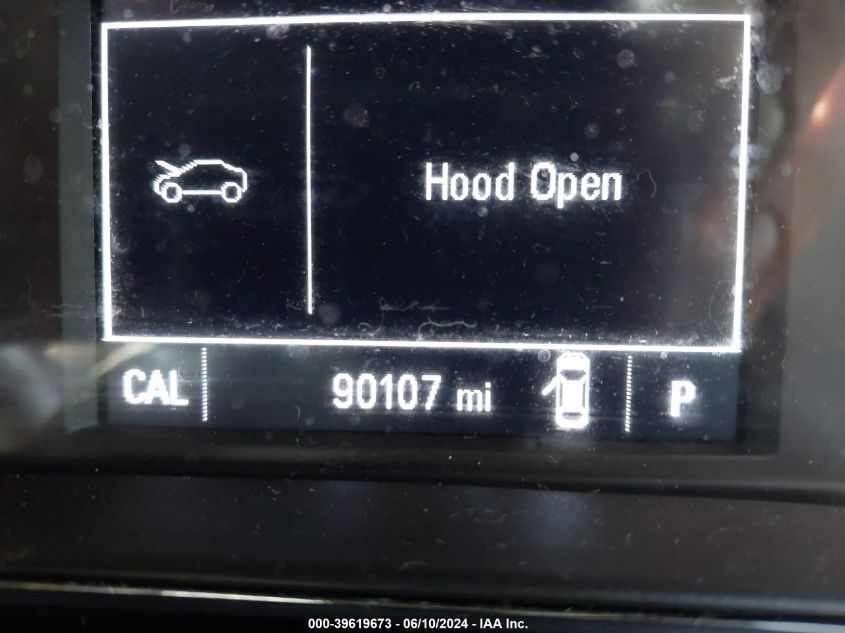 Hood Open
CAL 90107 mi P
000-39619673 - 06/10/2024 - IAA Inc.